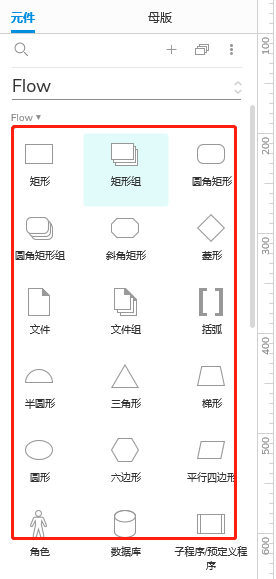 元件 母版
Flow
Flow ▾
矩形 矩形组 圆角矩形
圆角矩形组 斜角矩形 菱形
文件 文件组 括弧
半圆形 三角形 梯形
圆形 六边形 平行四边形
角色 数据库 子程序/预定义程
序
100
200
300
400
500
600